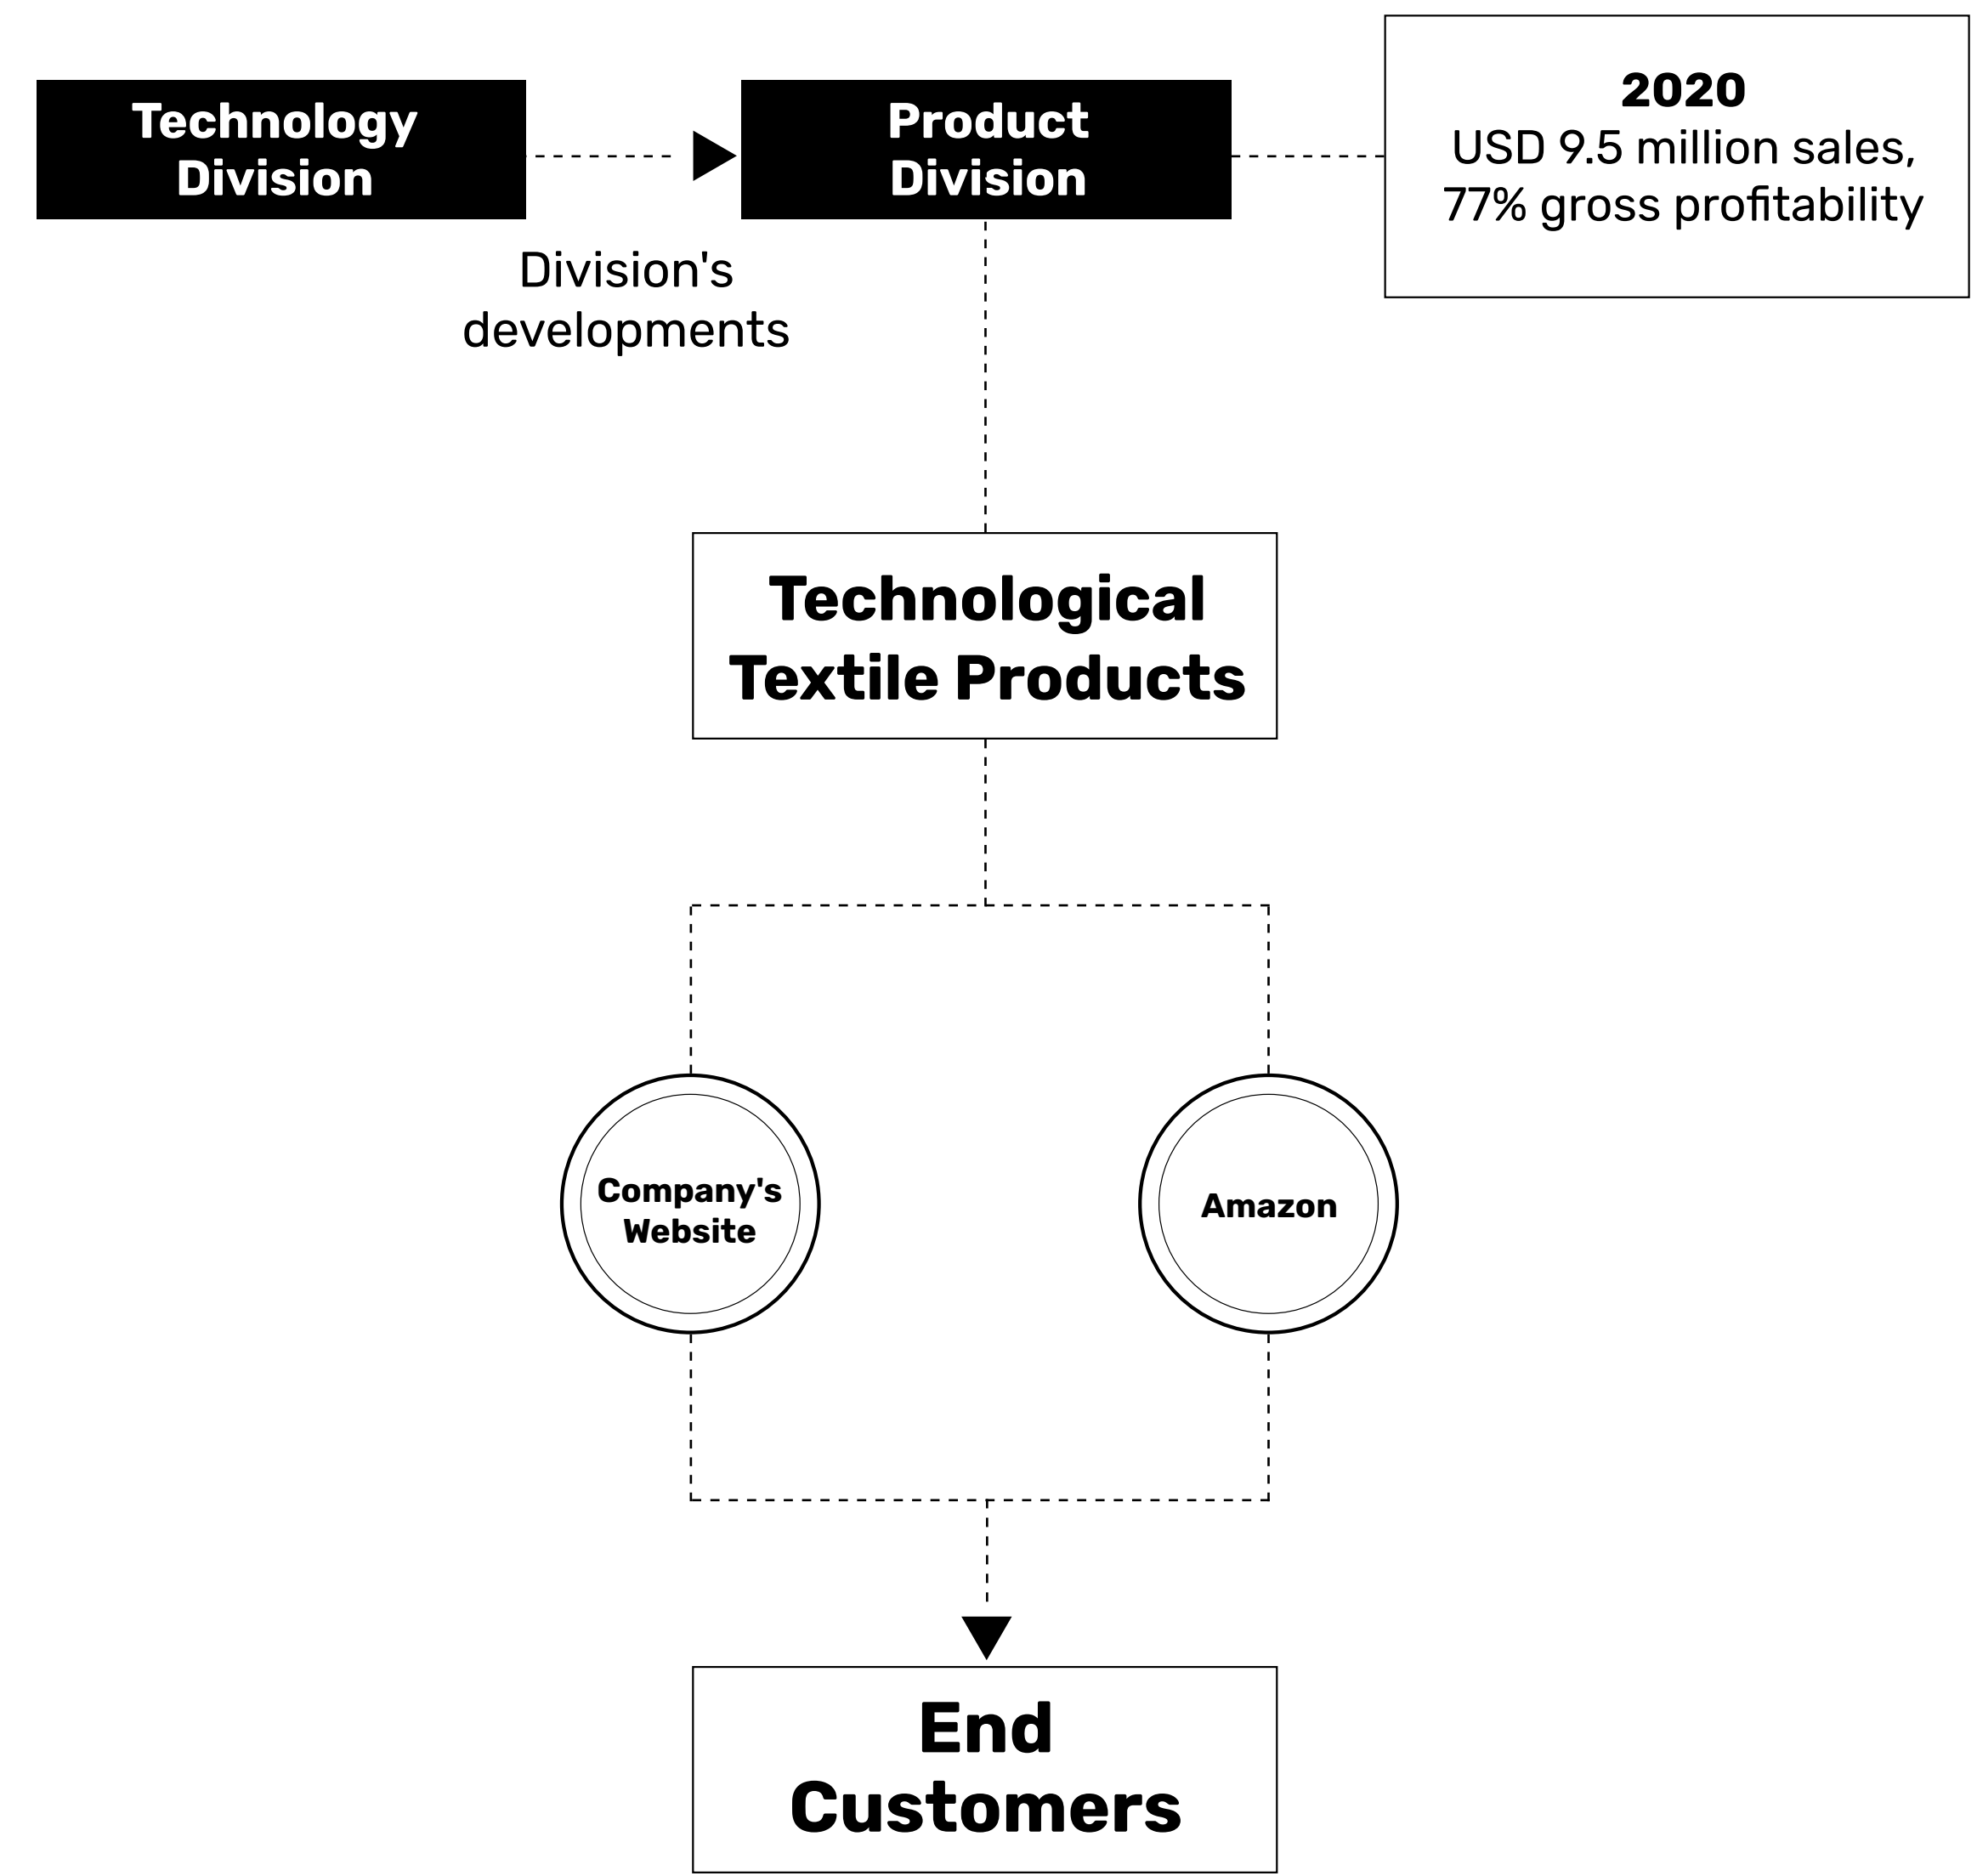 Technology
Division
Product
Division
2020
USD 9.5 million sales,
77% gross profitability
Division's
developments
Technological
Textile Products
Company's
Website
Amazon
End
Customers